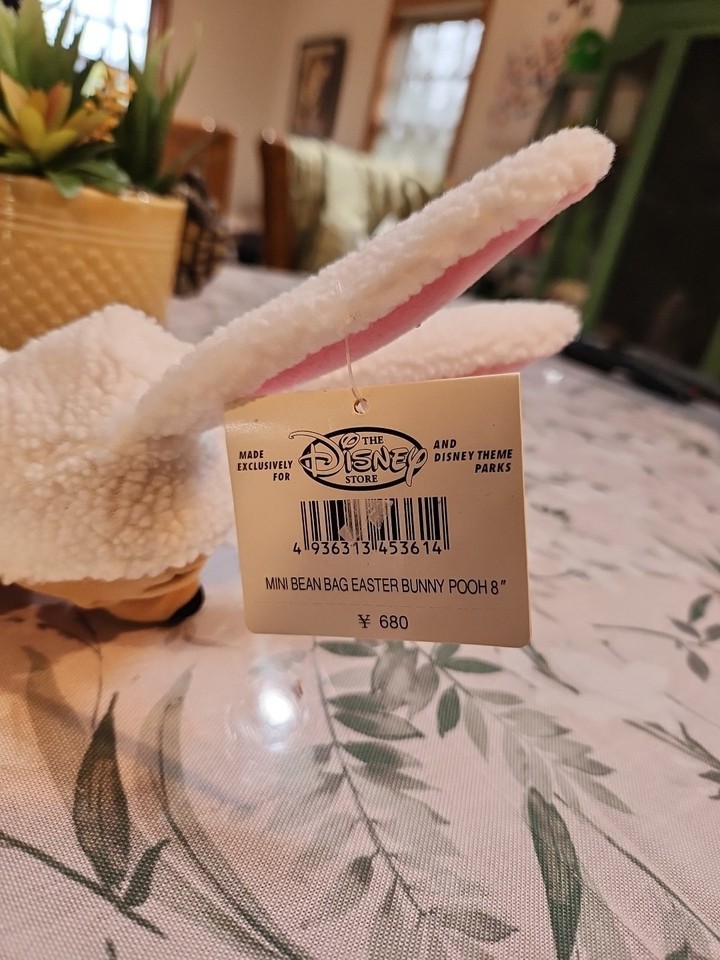 MADE
EXCLUSIVELY
FOR
THE
DISNEY
STORE
AND
DISNEY THEME
PARKS
4 936313 453614
MINI BEAN BAG EASTER BUNNY POOH 8"
¥ 680